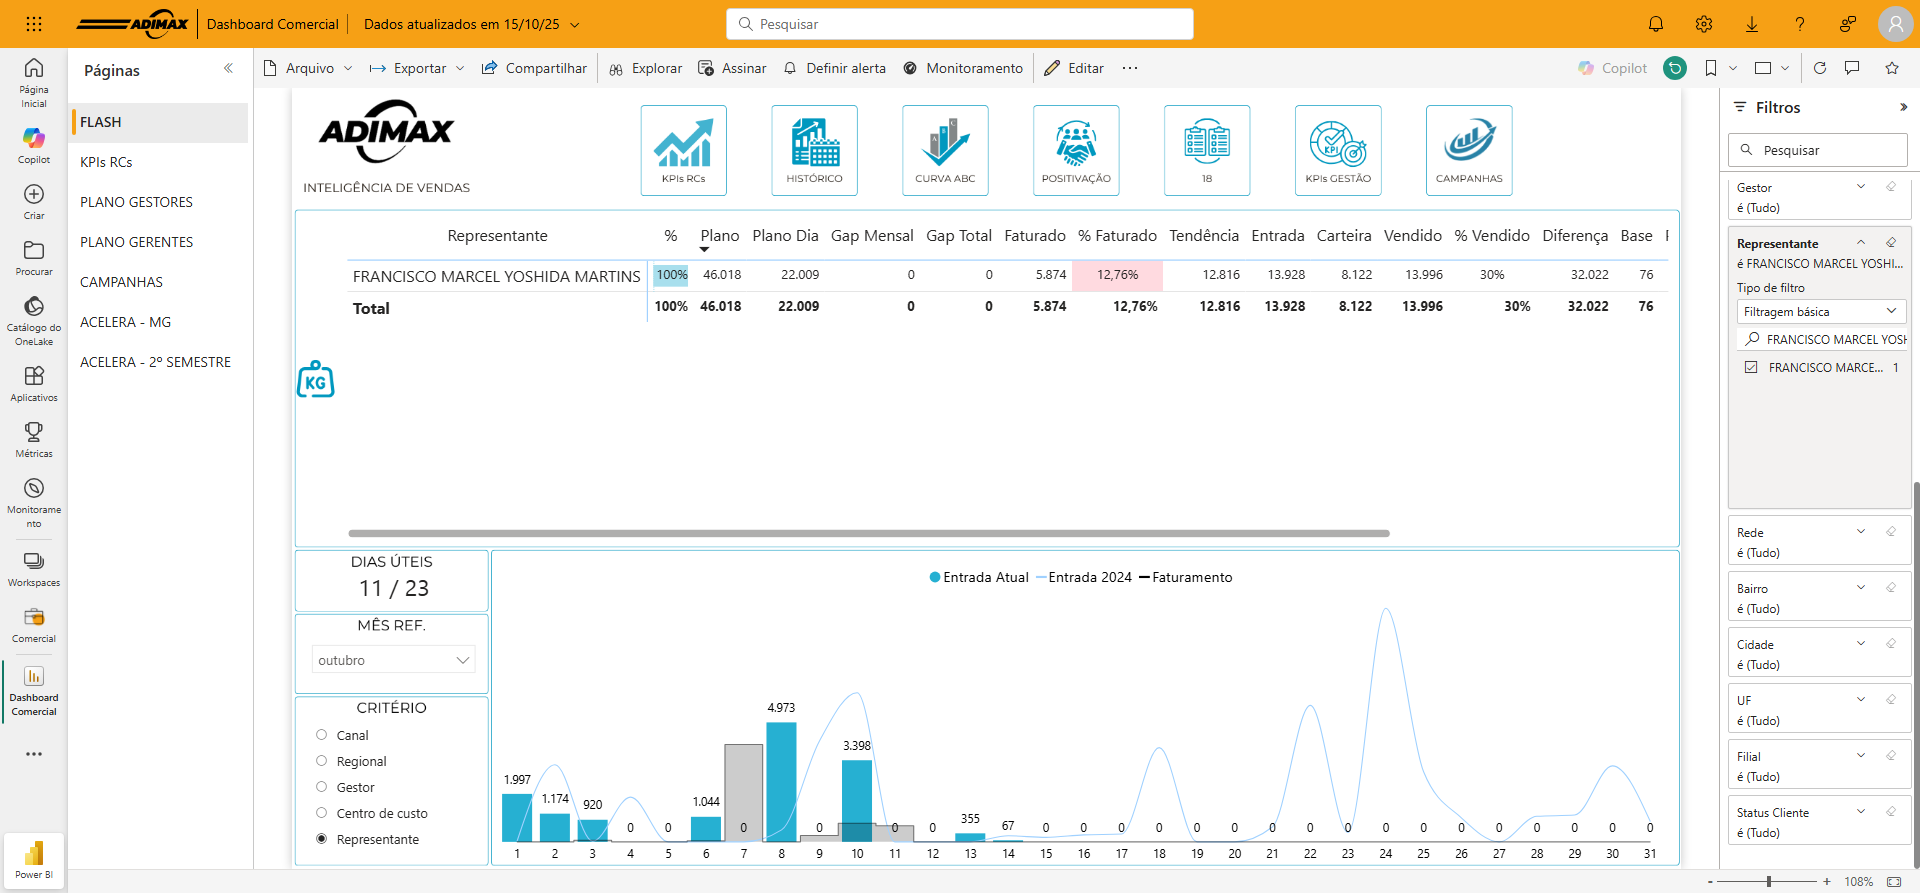 ADIMAX Dashboard Comercial Dados atualizados em 15/10/25
Pesquisar
Arquivo Exportar Compartilhar Explorar Assinar Definir alerta Monitoramento Editar ... Copilot
Página Inicial
Copilot
Criar
Procurar
Catálogo do OneLake
Aplicativos
Métricas
Monitorame
nto
Workspaces
Comercial
Dashboard Comercial
Power BI
Páginas
FLASH
KPIs RCs
PLANO GESTORES
PLANO GERENTES
CAMPANHAS
ACELERA - MG
ACELERA - 2º SEMESTRE
ADIMAX
INTELIGÊNCIA DE VENDAS
KPIs RCs
HISTÓRICO
A B C
CURVA ABC
POSITIVAÇÃO
18
KPI
KPIs GESTÃO
CAMPANHAS
Representante % Plano Plano Dia Gap Mensal Gap Total Faturado % Faturado Tendência Entrada Carteira Vendido % Vendido Diferença Base
FRANCISCO MARCEL YOSHIDA MARTINS 100% 46.018 22.009 0 0 5.874 12,76% 12.816 13.928 8.122 13.996 30% 32.022 76
Total 100% 46.018 22.009 0 0 5.874 12,76% 12.816 13.928 8.122 13.996 30% 32.022 76
KG
DIAS ÚTEIS
11 / 23
MÊS REF.
outubro
CRITÉRIO
Canal
Regional
Gestor
Centro de custo
Representante
Entrada Atual Entrada 2024 Faturamento
1.997 1.174 920 0 0 1.044 0 4.973 0 3.398 0 0 355 67 0 0 0 0 0 0 0 0 0 0 0 0 0 0 0 0 0
1 2 3 4 5 6 7 8 9 10 11 12 13 14 15 16 17 18 19 20 21 22 23 24 25 26 27 28 29 30 31
Filtros
Pesquisar
Gestor
é (Tudo)
Representante
é FRANCISCO MARCEL YOSHI...
Tipo de filtro
Filtragem básica
FRANCISCO MARCEL YOSH
FRANCISCO MARCE... 1
Rede
é (Tudo)
Bairro
é (Tudo)
Cidade
é (Tudo)
UF
é (Tudo)
Filial
é (Tudo)
Status Cliente
é (Tudo)
- + 108%